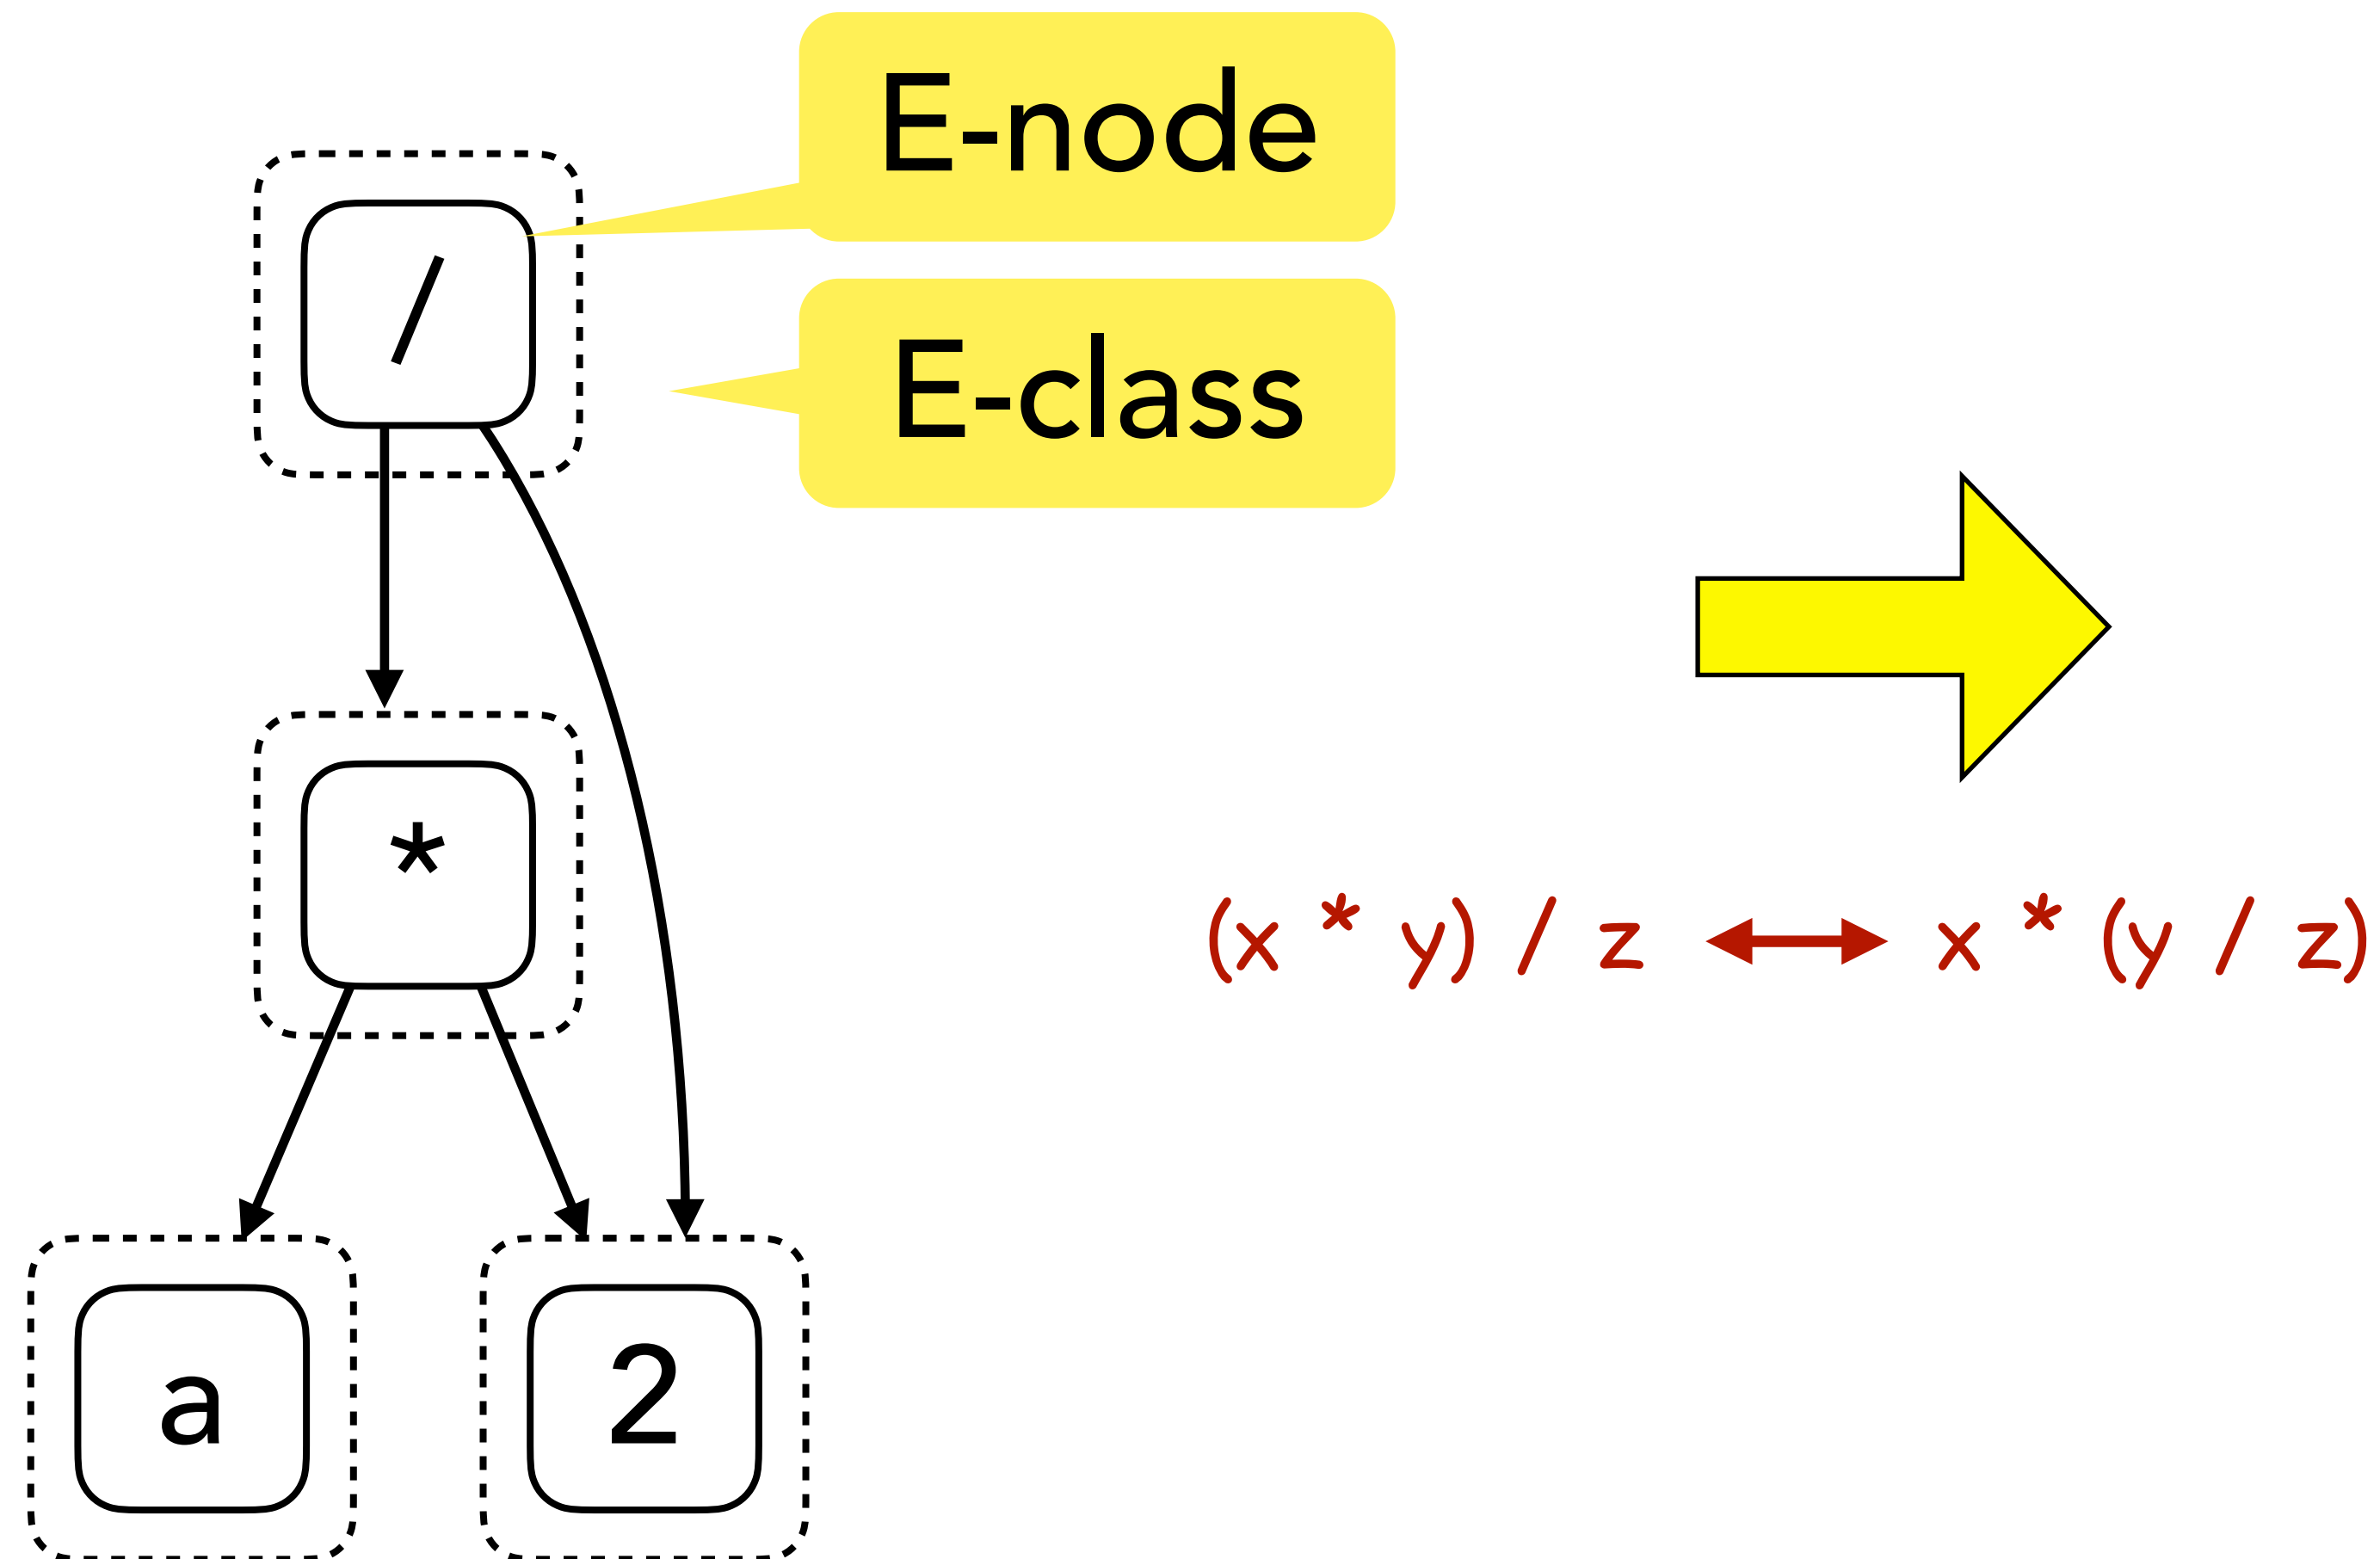 E-node
/
E-class
*
(x * y) / z ↔ x * (y / z)
a
2